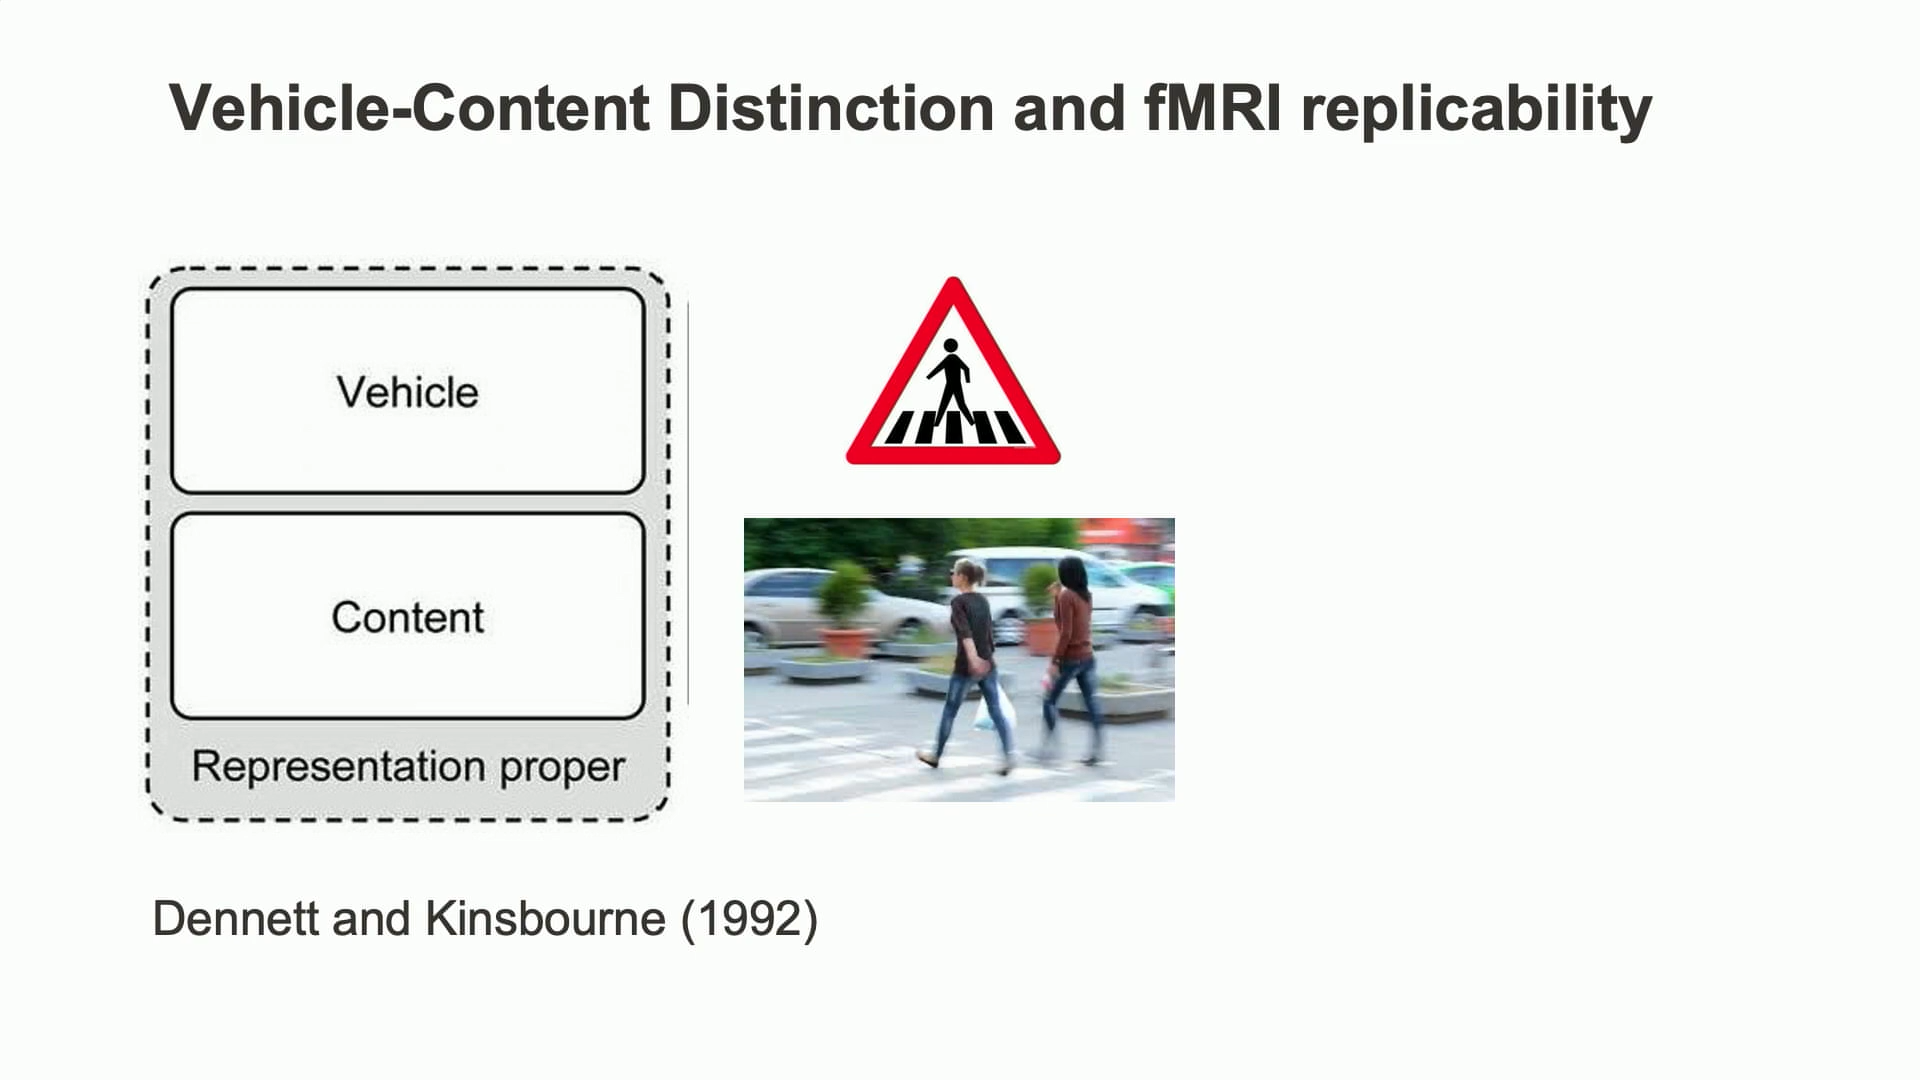 Vehicle-Content Distinction and fMRI replicability
Vehicle
Content
Representation proper
Dennett and Kinsbourne (1992)